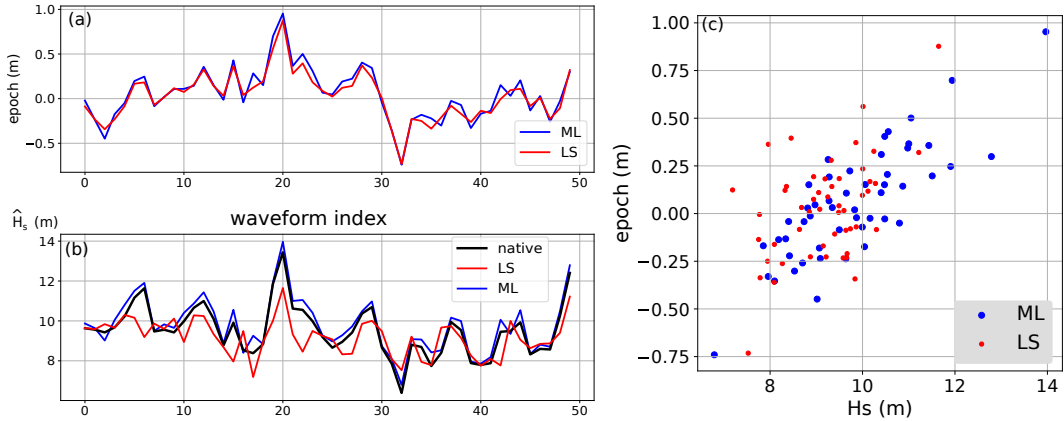 (a)
1.0
0.5
0.0
−0.5
epoch (m)
ML
LS
0 10 20 30 40 50
waveform index
Ĥs (m)
(b)
14
12
10
8
native
LS
ML
0 10 20 30 40 50
(c)
1.00
0.75
0.50
0.25
0.00
−0.25
−0.50
−0.75
epoch (m)
ML
LS
8 10 12 14
Hs (m)